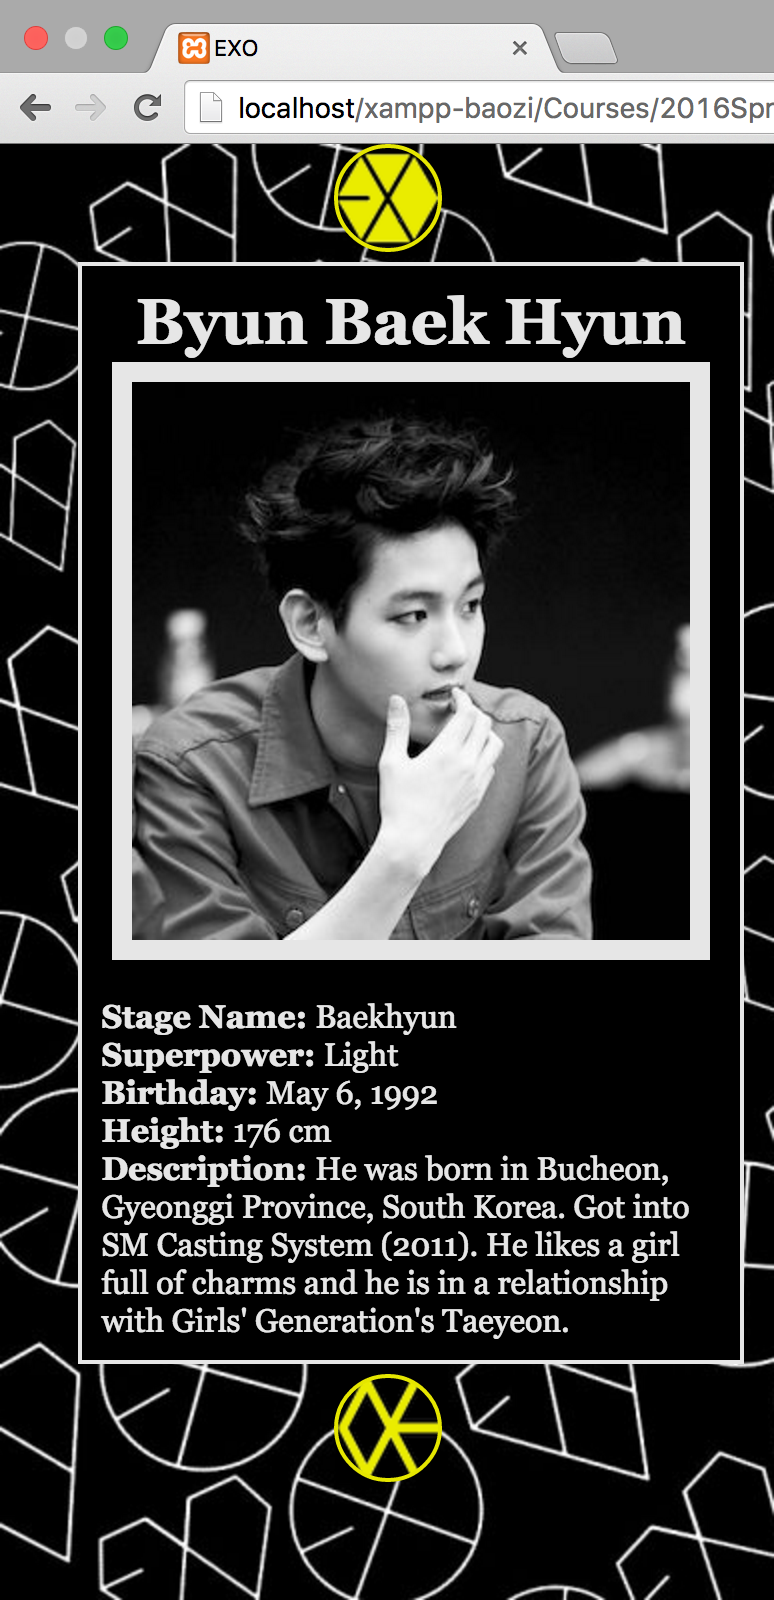 EXO
localhost/xampp-baozi/Courses/2016Spr
EX
Byun Baek Hyun
Stage Name: Baekhyun
Superpower: Light
Birthday: May 6, 1992
Height: 176 cm
Description: He was born in Bucheon,
Gyeonggi Province, South Korea. Got into
SM Casting System (2011). He likes a girl
full of charms and he is in a relationship
with Girls' Generation's Taeyeon.